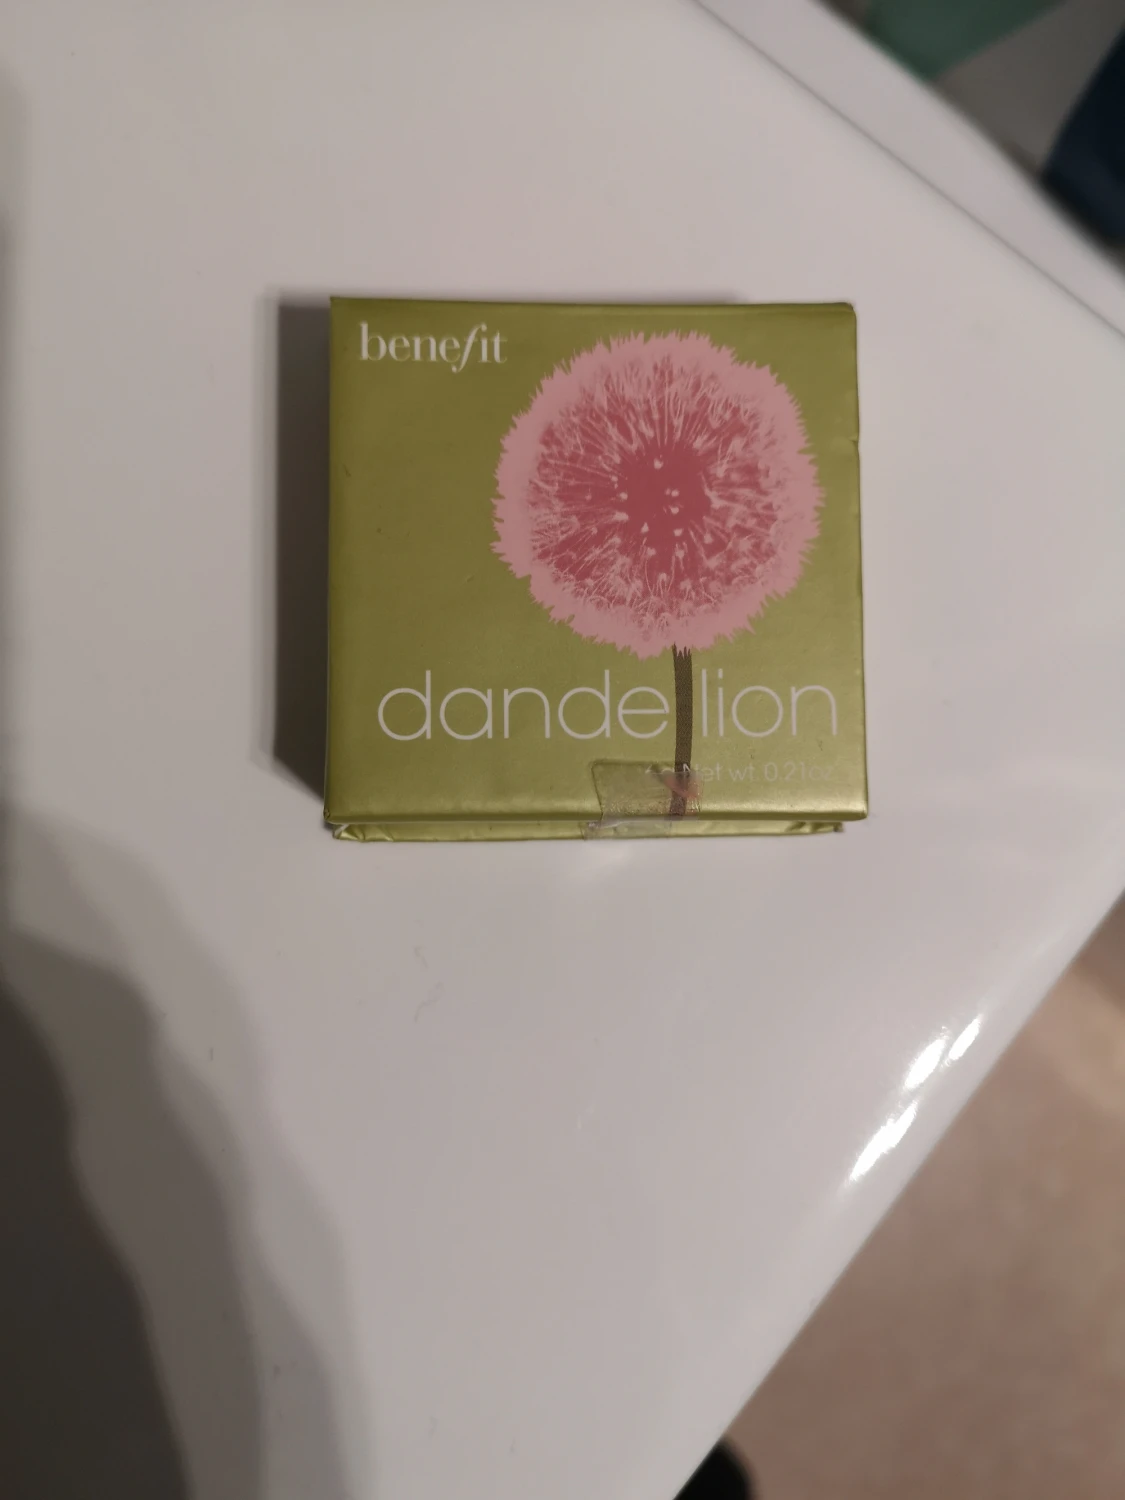 benefit
dandelion
Net wt. 0.21oz.